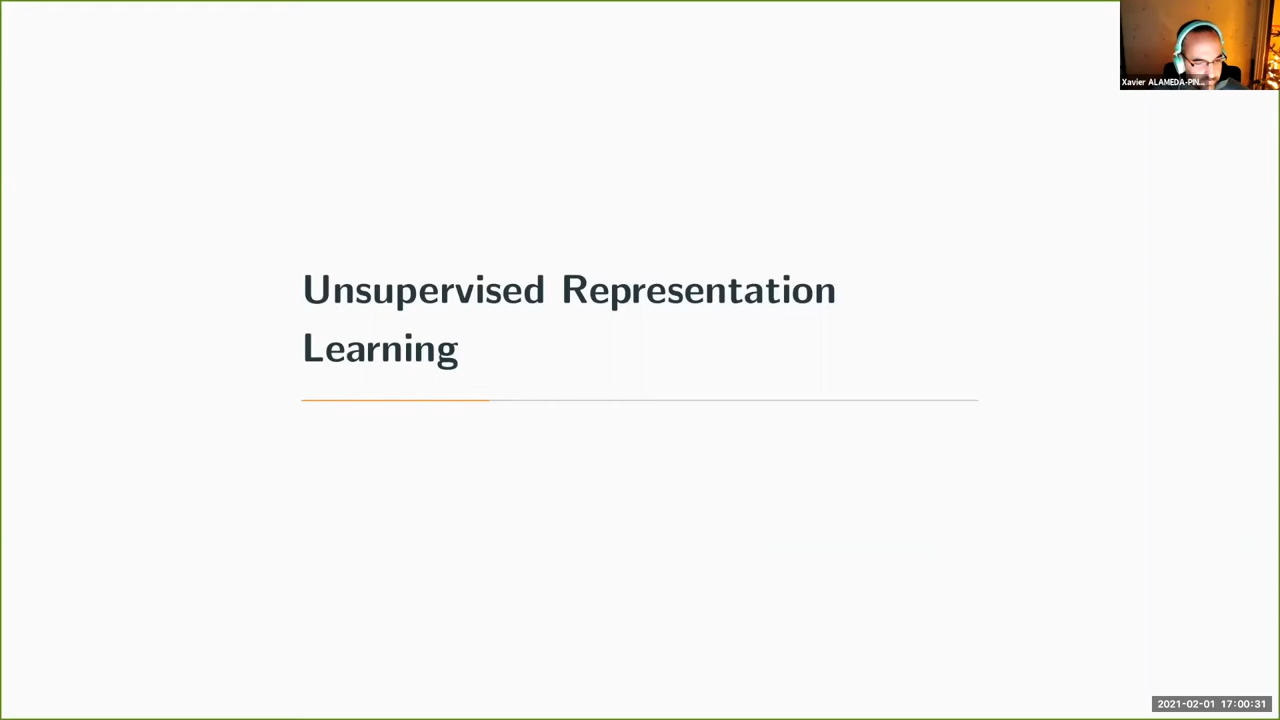 Xavier ALAMEDA-PIN...
Unsupervised Representation
Learning
2021-02-01 17:00:31